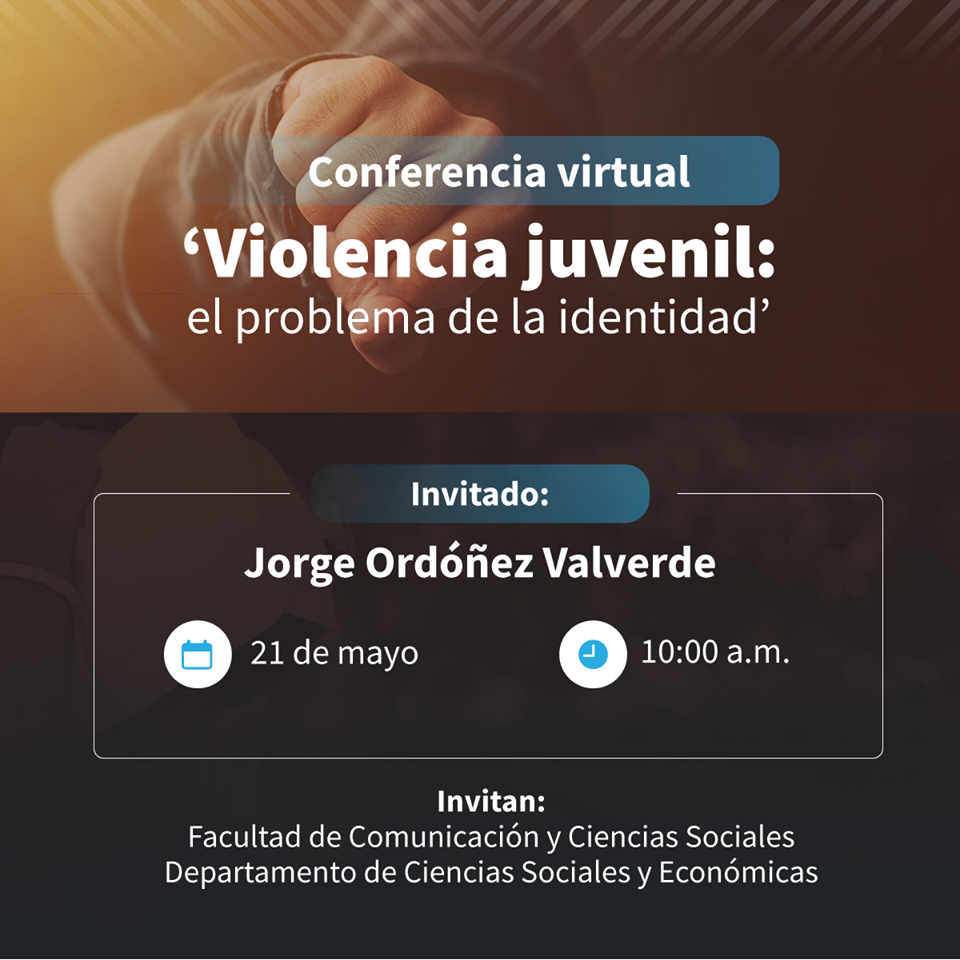 Conferencia virtual
‘Violencia juvenil:
el problema de la identidad’
Invitado:
Jorge Ordóñez Valverde
21 de mayo
10:00 a.m.
Invitan:
Facultad de Comunicación y Ciencias Sociales
Departamento de Ciencias Sociales y Económicas